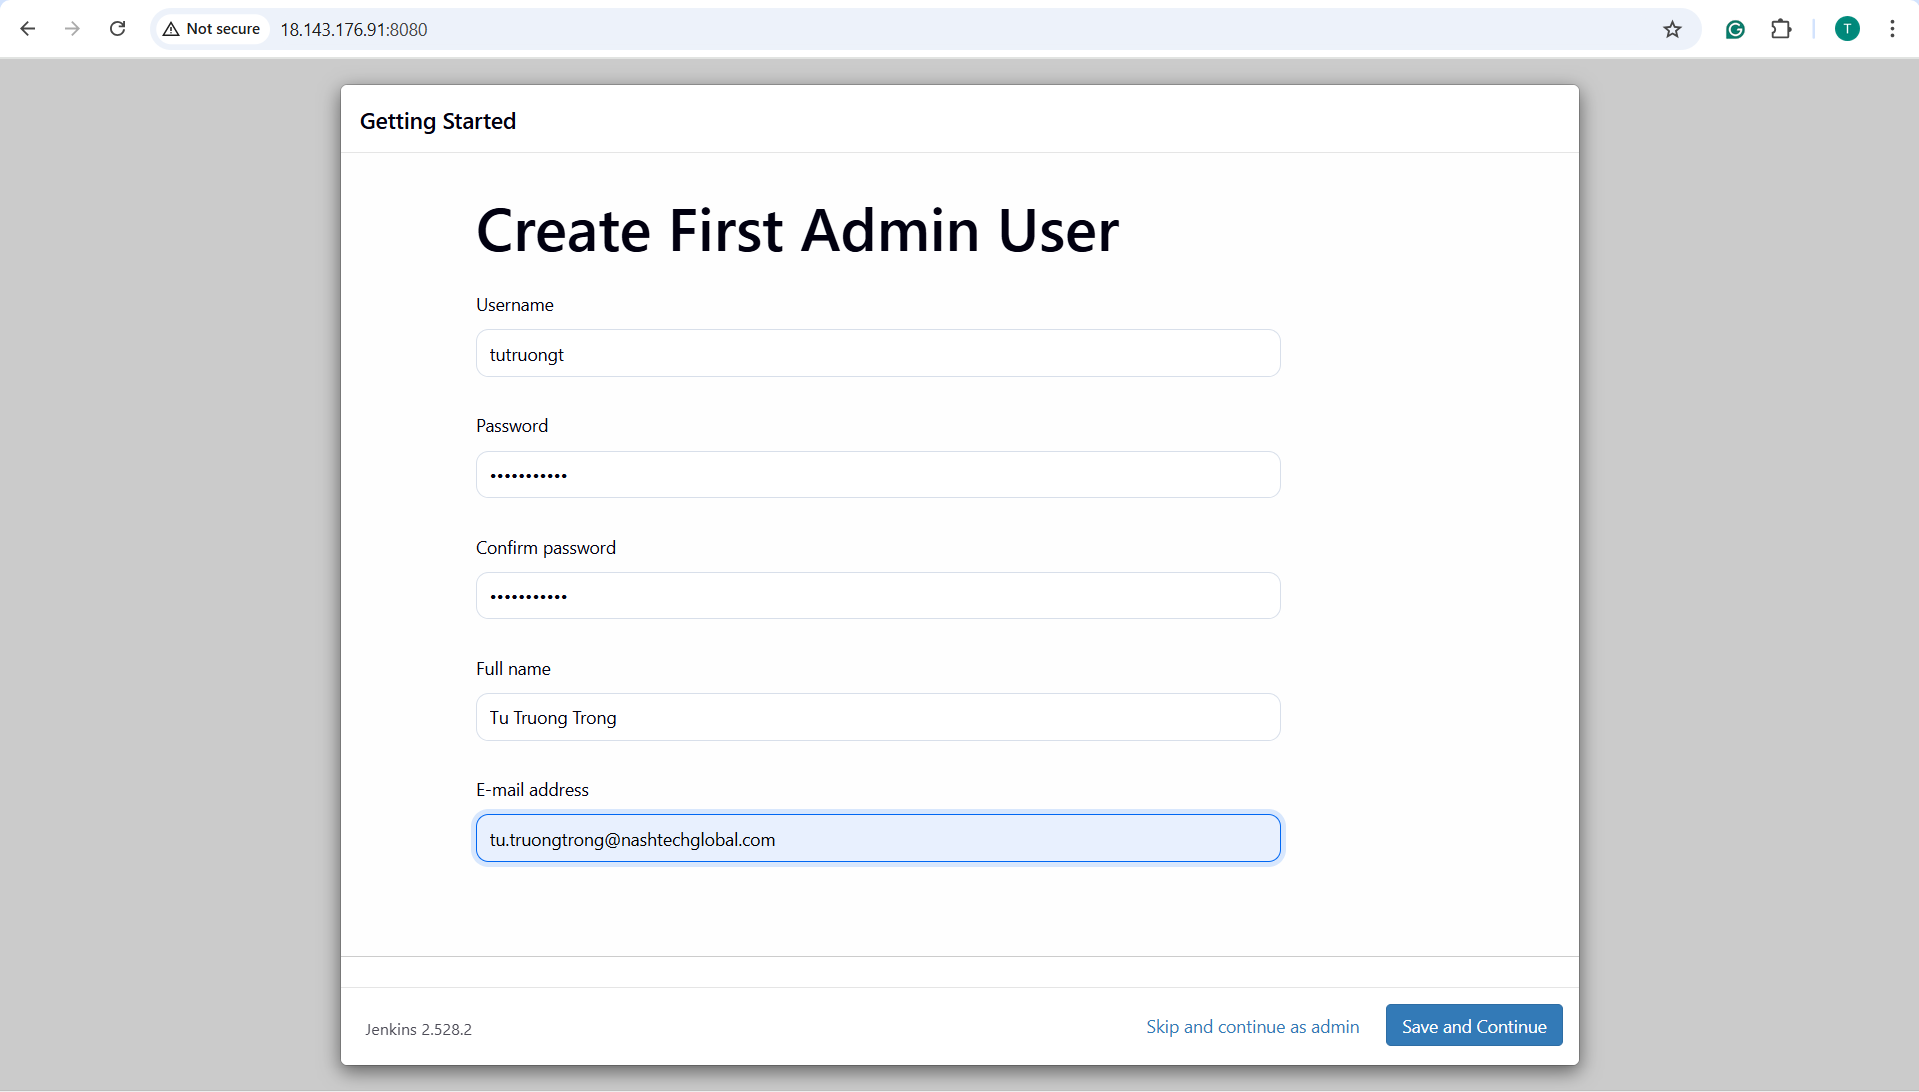 Not secure
18.143.176.91:8080
T
Getting Started
Create First Admin User
Username
tutruongt
Password
•••••••••••
Confirm password
•••••••••••
Full name
Tu Truong Trong
E-mail address
tu.truongtrong@nashtechglobal.com
Jenkins 2.528.2
Skip and continue as admin
Save and Continue